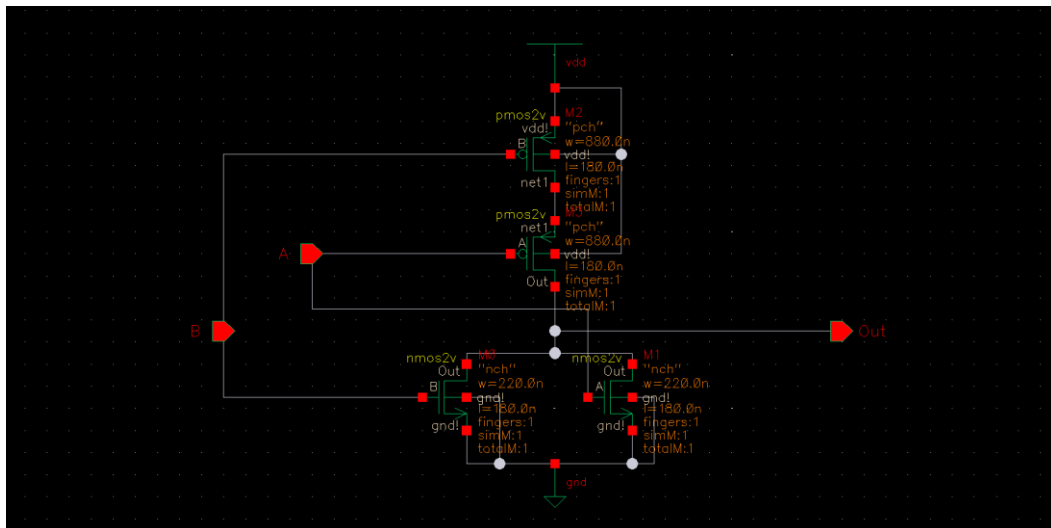 vdd
pmos2v
M2
vdd!
"pch"
B
w=880.0n
vdd!
l=180.0n
net1
fingers:1
simM:1
totalM:1
pmos2v
M3
net1
"pch"
A
w=880.0n
vdd!
l=180.0n
Out
fingers:1
simM:1
totalM:1
A
B
Out
nmos2v
M0
Out
"nch"
B
w=220.0n
gnd!
l=180.0n
gnd!
fingers:1
simM:1
totalM:1
nmos2v
M1
Out
"nch"
A
w=220.0n
gnd!
l=180.0n
gnd!
fingers:1
simM:1
totalM:1
gnd